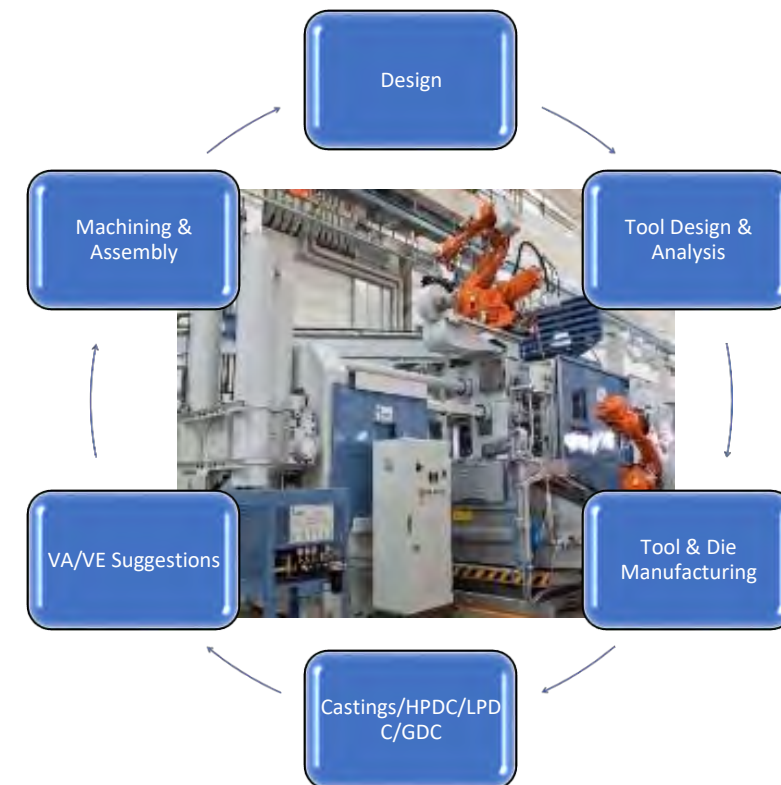 Design
Tool Design &
Analysis
Tool & Die
Manufacturing
Castings/HPDC/LPD
C/GDC
VA/VE Suggestions
Machining &
Assembly